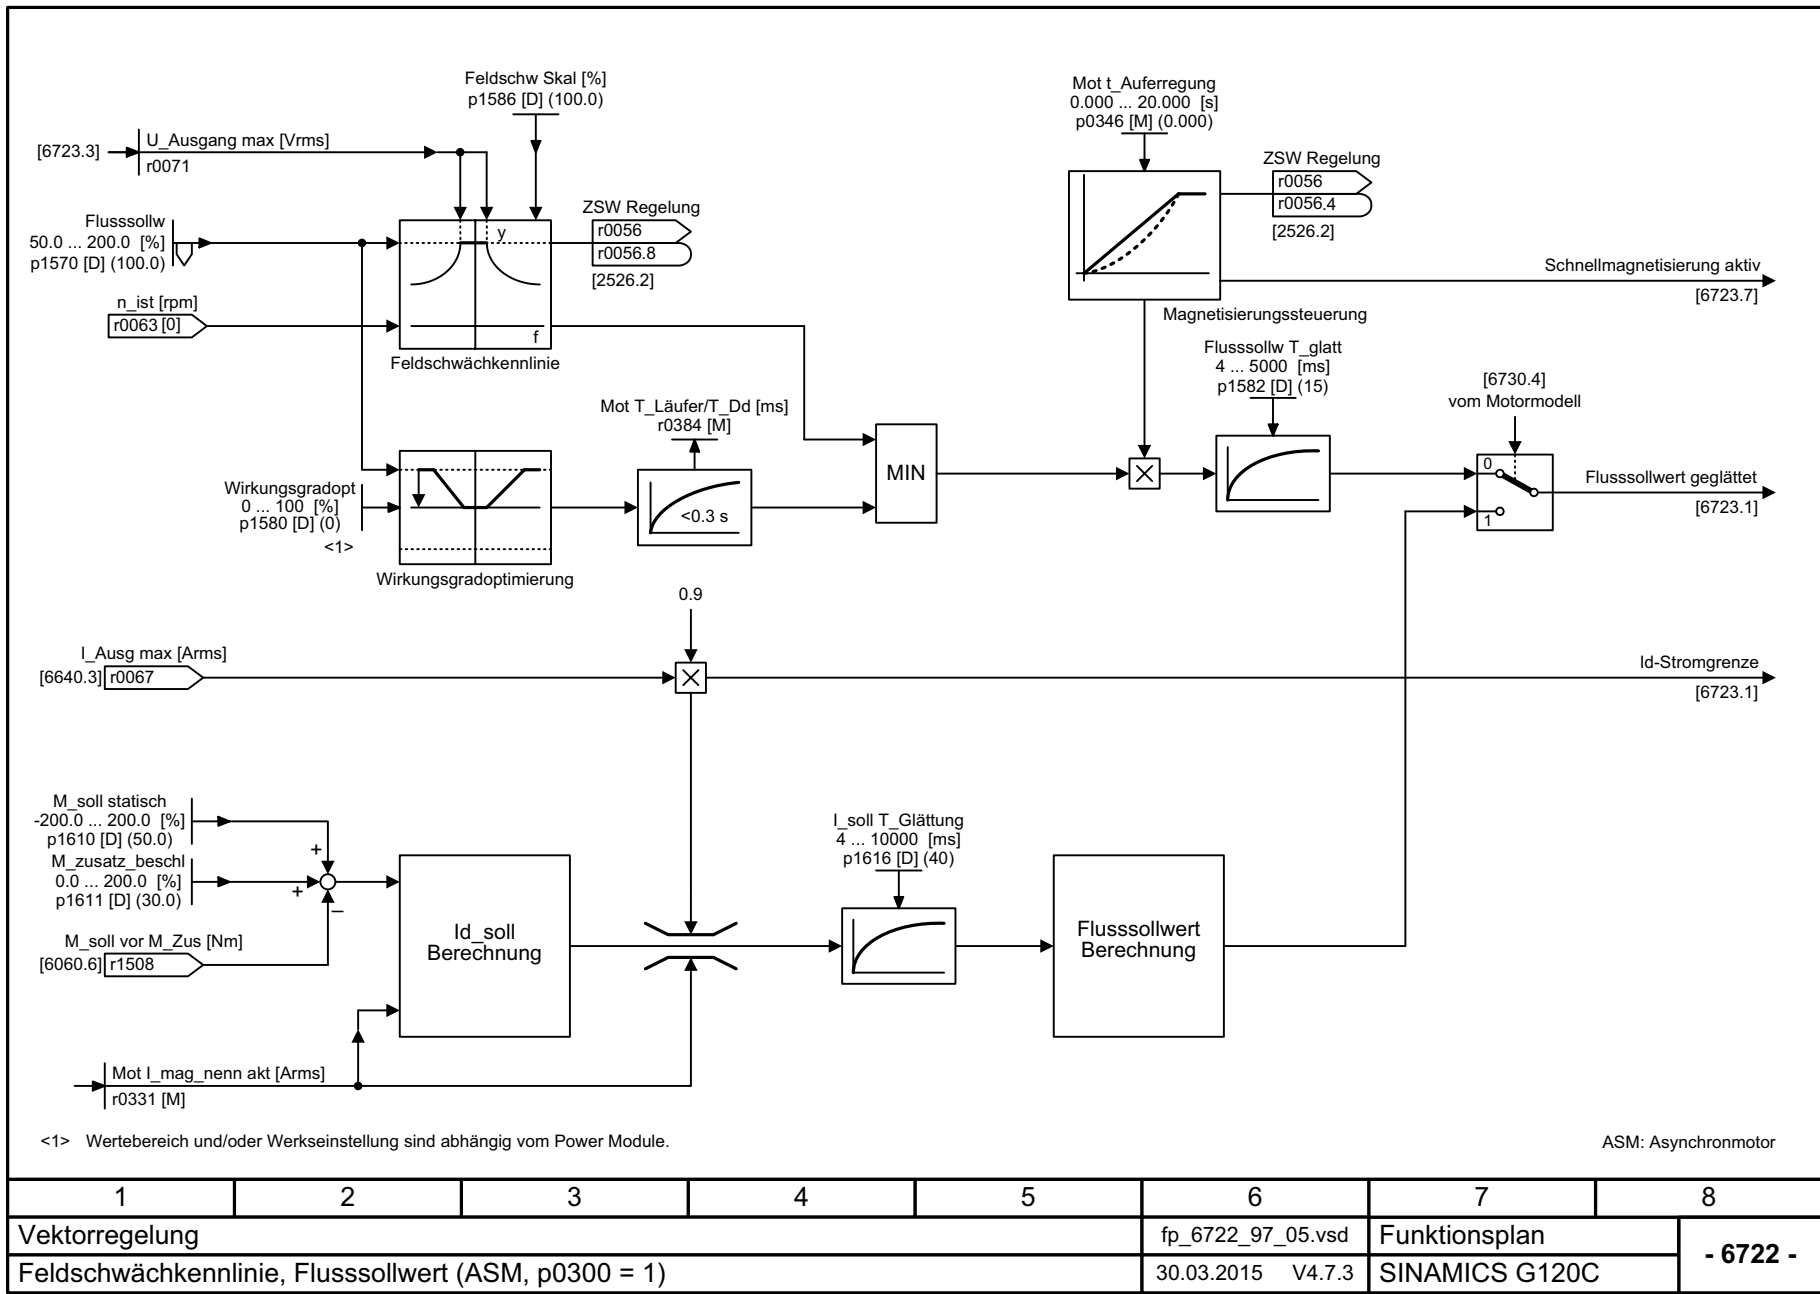 Feldschw Skal [%]
p1586 [D] (100.0)
Mot t_Auferregung
0.000 ... 20.000 [s]
p0346 [M] (0.000)
[6723.3]
U_Ausgang max [Vrms]
r0071
ZSW Regelung
r0056
r0056.4
[2526.2]
Flusssollw
50.0 ... 200.0 [%]
p1570 [D] (100.0)
y
f
ZSW Regelung
r0056
r0056.8
[2526.2]
Schnellmagnetisierung aktiv
[6723.7]
n_ist [rpm]
r0063 [0]
Feldschwächkennlinie
Magnetisierungssteuerung
Flusssollw T_glatt
4 ... 5000 [ms]
p1582 [D] (15)
[6730.4]
vom Motormodell
Mot T_Läufer/T_Dd [ms]
r0384 [M]
<0.3 s
MIN
0
1
Flusssollwert geglättet
[6723.1]
Wirkungsgradopt
0 ... 100 [%]
p1580 [D] (0)
<1>
Wirkungsgradoptimierung
0.9
I_Ausg max [Arms]
[6640.3] r0067
Id-Stromgrenze
[6723.1]
M_soll statisch
-200.0 ... 200.0 [%]
p1610 [D] (50.0)
+
M_zusatz_beschl
0.0 ... 200.0 [%]
p1611 [D] (30.0)
+
–
M_soll vor M_Zus [Nm]
[6060.6] r1508
Id_soll
Berechnung
I_soll T_Glättung
4 ... 10000 [ms]
p1616 [D] (40)
Flusssollwert
Berechnung
Mot I_mag_nenn akt [Arms]
r0331 [M]
<1> Wertebereich und/oder Werkseinstellung sind abhängig vom Power Module.
ASM: Asynchronmotor
1 2 3 4 5 6 7 8
Vektorregelung
fp_6722_97_05.vsd
Funktionsplan
- 6722 -
Feldschwächkennlinie, Flusssollwert (ASM, p0300 = 1)
30.03.2015 V4.7.3
SINAMICS G120C